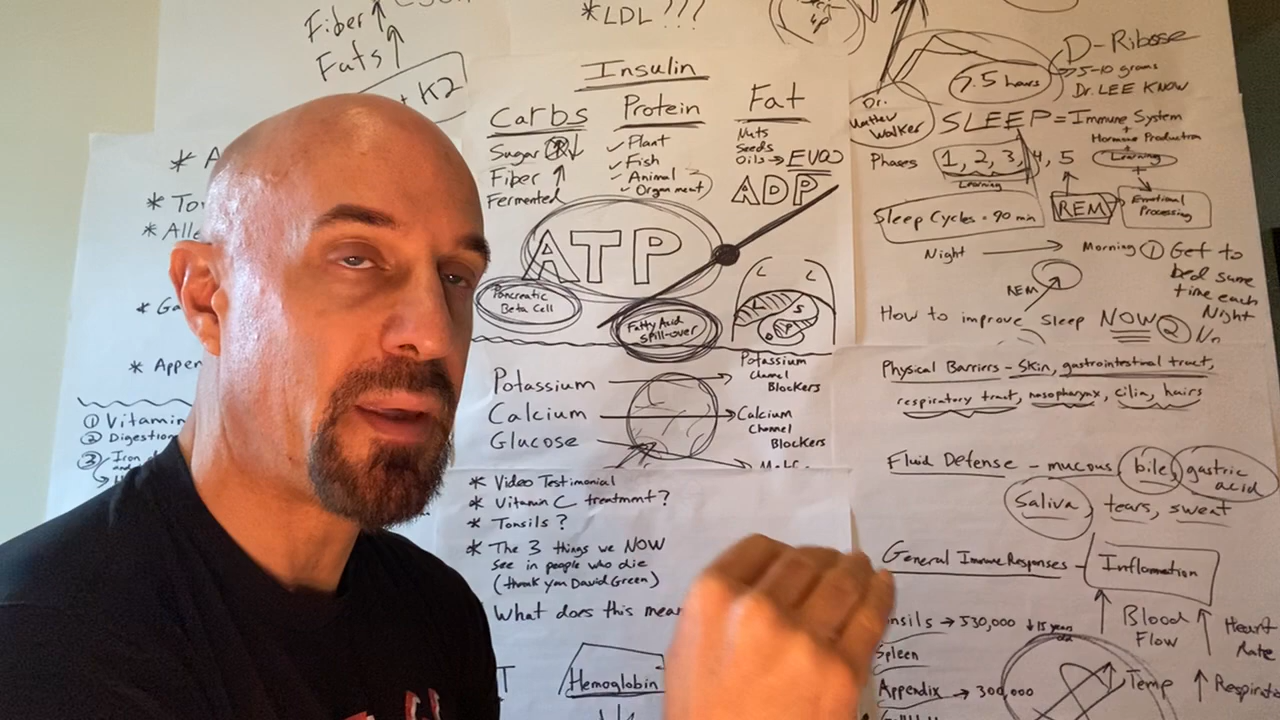 Fiber
Fats
K2
*LDL!!!
Insulin
Carbs
Sugar
Fiber
Fermented
Protein
Plant
Fish
Animal
Organ meat
Fat
Nuts
Seeds
Oils → EVOO
ADP
ATP
Pancreatic
Beta Cell
Fatty Acid
Spill-over
L L
L S
P
Potassium
Calcium
Glucose
Potassium
Channel
Blockers
Calcium
Channel
Blockers
* Video Testimonial
* Vitamin C treatment?
* Tonsils?
* The 3 things we NOW
see in people who die
(thank you David Green)
What does this mean
Hemoglobin
* A
* To
* Alle
* Ga
* Appen
① Vitamin
② Digestion
③ Iron
D-Ribose
5-10 grams
Dr. LEE KNOW
7.5 hours
Dr.
Matthew
Walker
SLEEP = Immune System
+
Hormone Production
+
Learning
+
Emotional
Processing
Phases 1, 2, 3, 4, 5
Learning
REM
Sleep Cycles = 90 min
Night → Morning
REM
① Get to
bed same
time each
Night
How to improve sleep NOW ②
Physical Barriers - Skin, gastrointestinal tract,
respiratory tract, nasopharynx, cilia, hairs
Fluid Defense - mucous, bile, gastric
acid
Saliva, tears, sweat
General Immune Responses - Inflammation
Blood
Flow
Heart
Rate
Temp
Respirat
nsils → 530,000 ↓ 15 years
old
Spleen
Appendix → 300,000